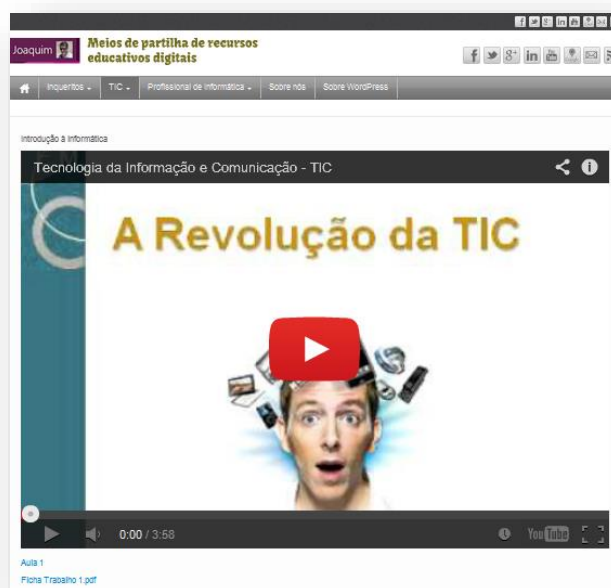 Joaquim
Meios de partilha de recursos
educativos digitais
Inqueritos
TIC
Profissional de informática
Sobre nós
Sobre WordPress
Introdução à Informática
Tecnologia da Informação e Comunicação - TIC
A Revolução da TIC
0:00 / 3:58
YouTube
Aula 1
Ficha Trabalho 1.pdf